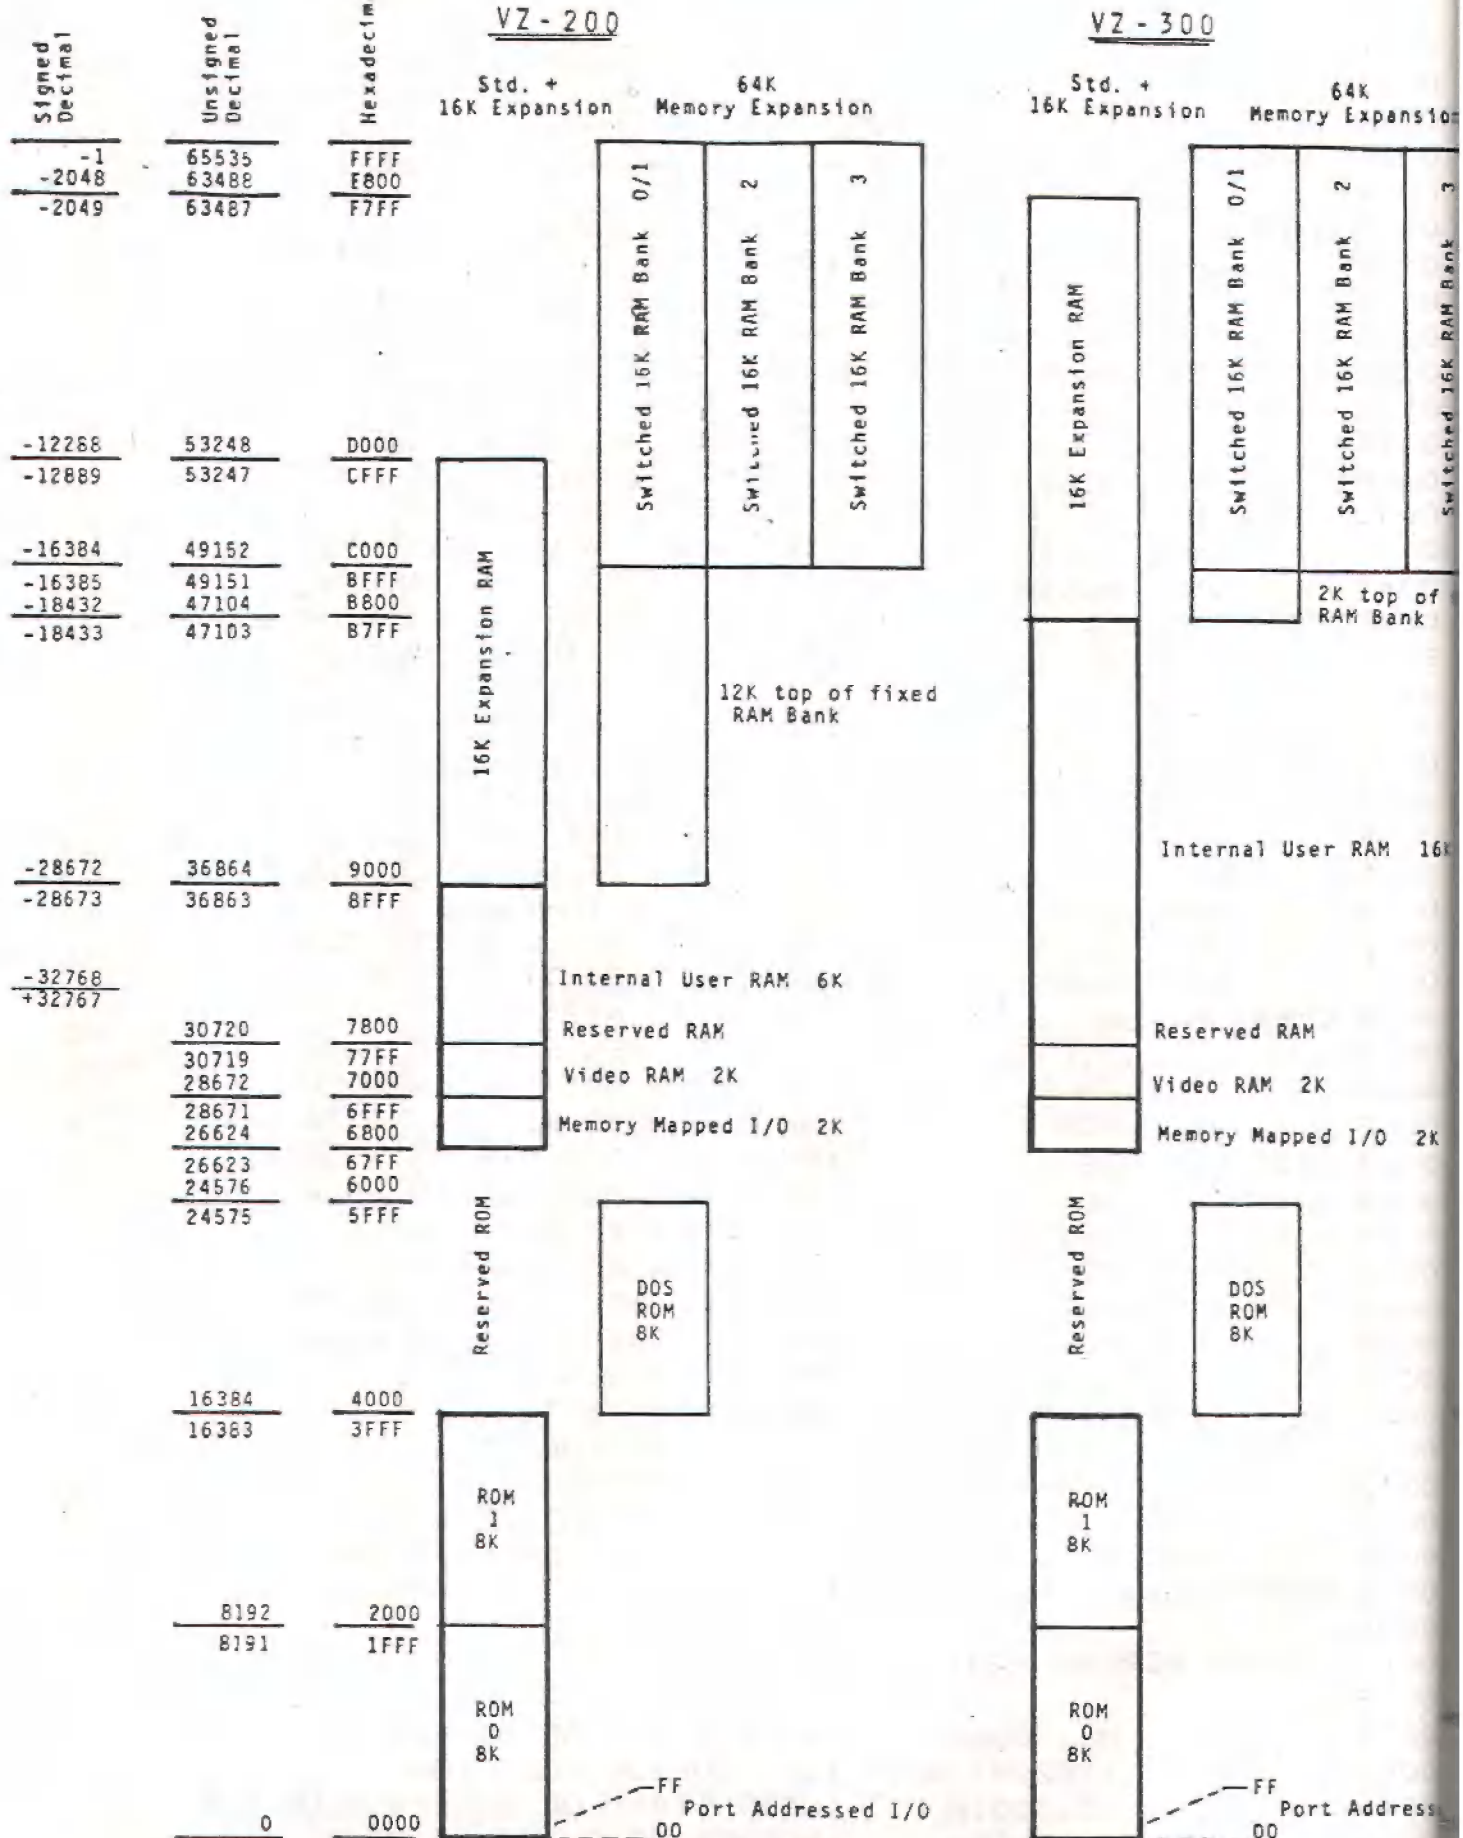 VZ-200
VZ-300
Signed Decimal
Unsigned Decimal
Std. +
16K Expansion
64K
Memory Expansion
Std. +
16K Expansion
64K
Memory
-1 65535 FFFF
-2048 63488 E800
-2049 63487 F7FF
Switched 16K RAM Bank 0/1
Switched 16K RAM Bank 2
Switched 16K RAM Bank 3
16K Expansion RAM
Switched 16K RAM Bank 0/1
Switched 16K RAM Bank 2
Switched 16K RAM Bank 3
-12288 53248 D000
-12889 53247 CFFF
-16384 49152 C000
-16385 49151 BFFF
-18432 47104 B800
-18433 47103 B7FF
16K Expansion RAM
2K top of
RAM Bank
12K top of fixed
RAM Bank
-28672 36864 9000
-28673 36863 8FFF
Internal User RAM
-32768
+32767
Internal User RAM 6K
30720 7800
Reserved RAM
Reserved RAM
30719 77FF
28672 7000
Video RAM 2K
Video RAM 2K
28671 6FFF
26624 6800
Memory Mapped I/O 2K
Memory Mapped I/O 2K
26623 67FF
24576 6000
24575 5FFF
Reserved ROM
DOS
ROM
8K
Reserved ROM
DOS
ROM
8K
16384 4000
16383 3FFF
ROM
1
8K
ROM
1
8K
8192 2000
8191 1FFF
ROM
0
8K
ROM
0
8K
FF
Port Addressed I/O
00
FF
Port
00
0 0000